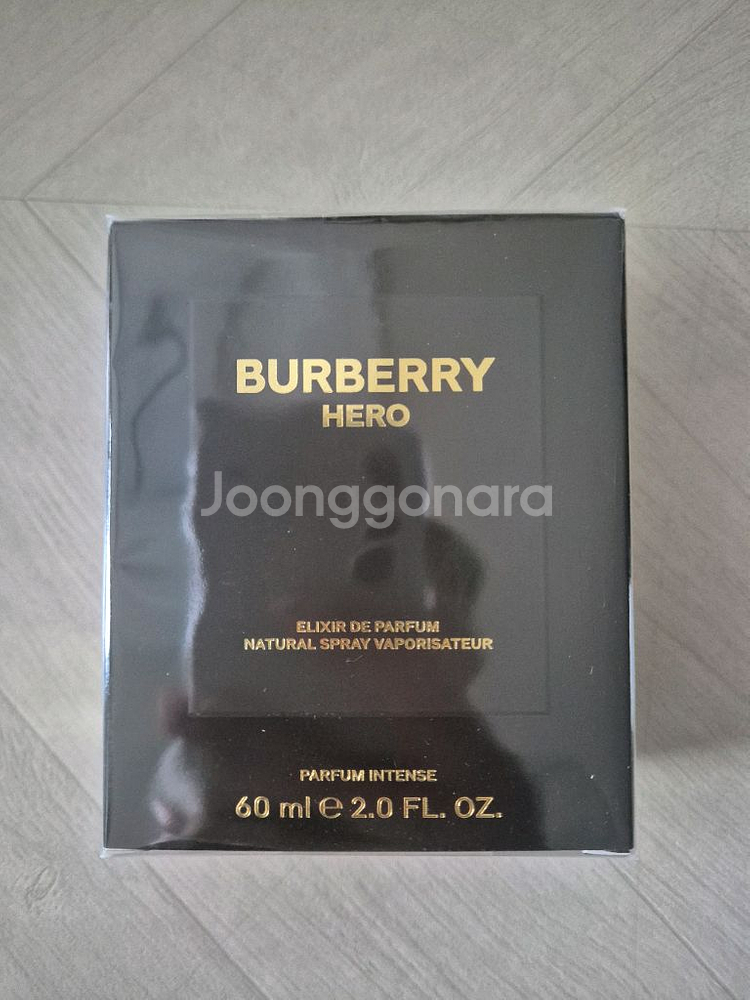 BURBERRY
HERO
Joonggonara
ELIXIR DE PARFUM
NATURAL SPRAY VAPORISATEUR
PARFUM INTENSE
60 ml ℮ 2.0 FL. OZ.